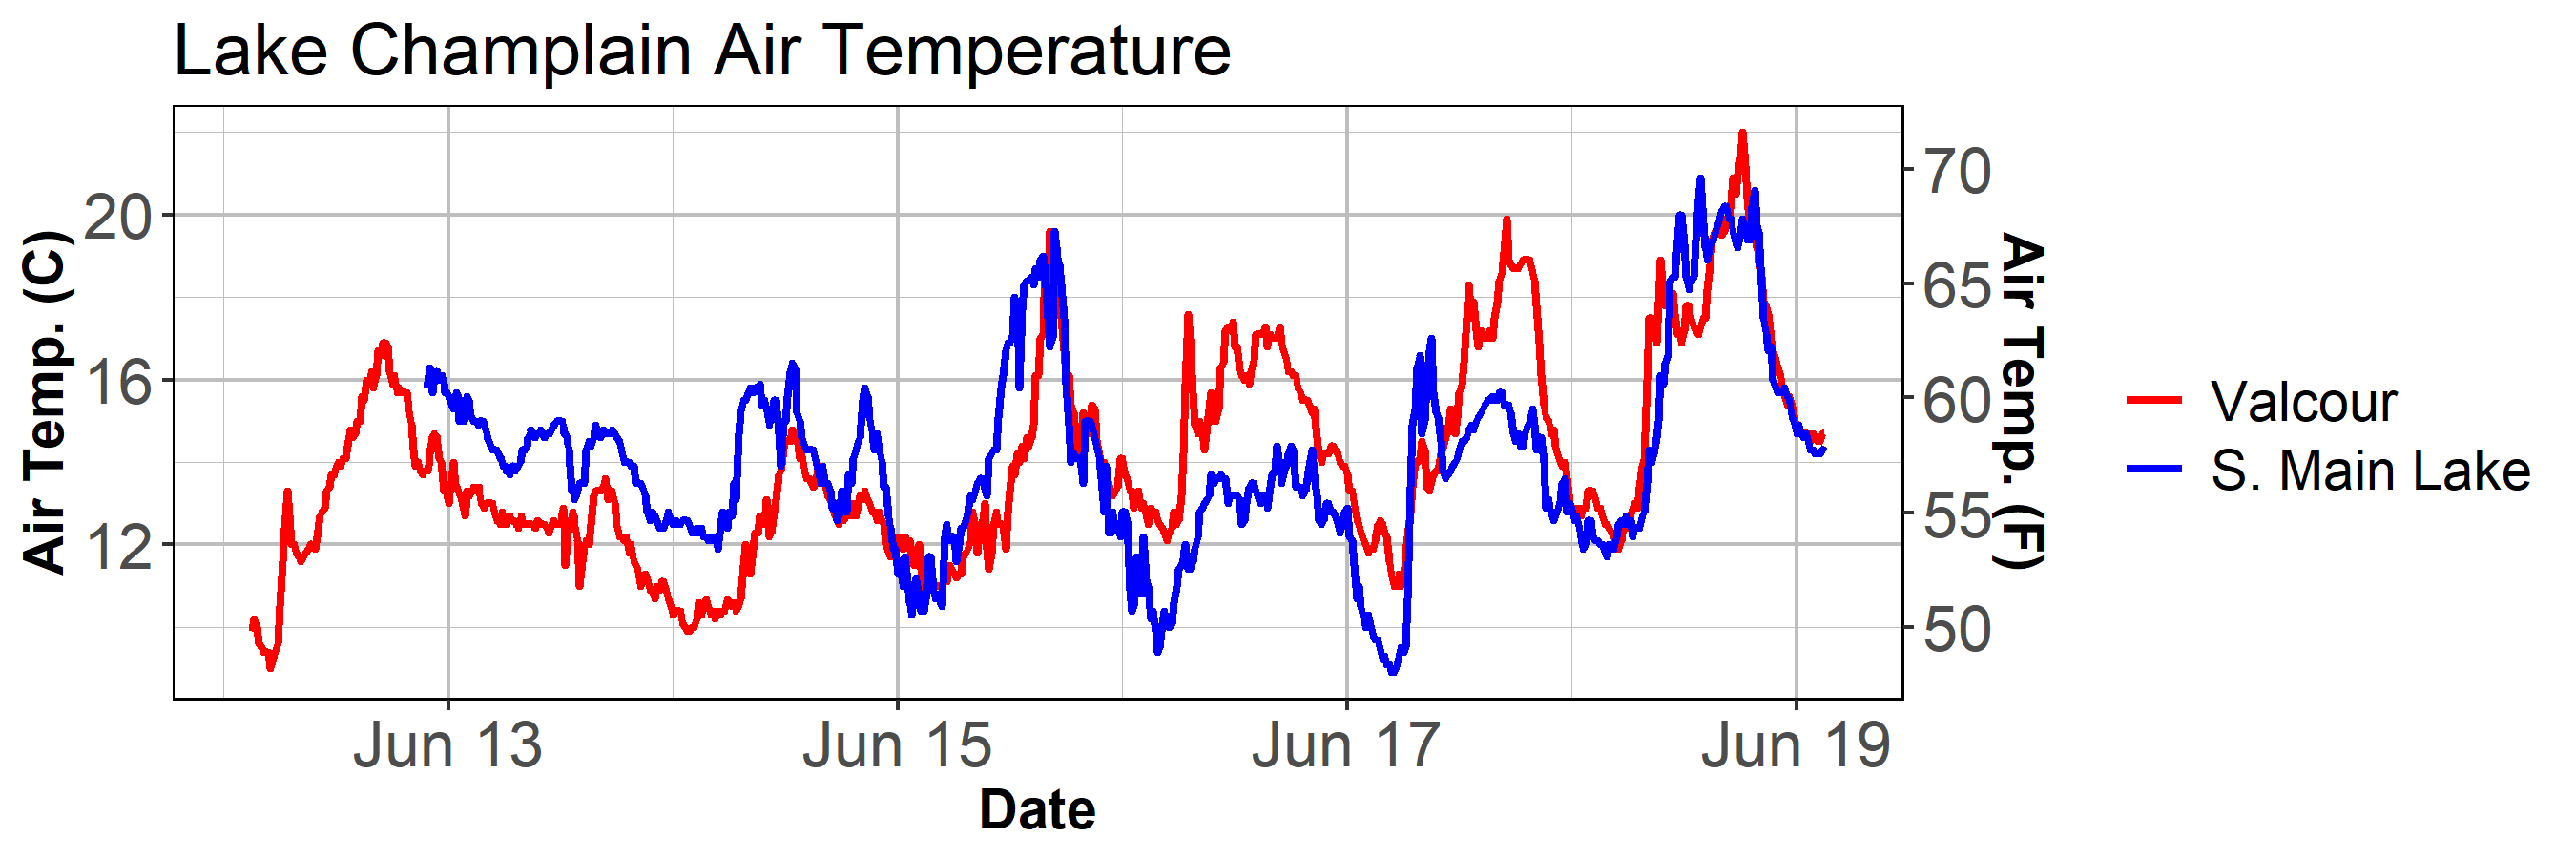 Lake Champlain Air Temperature
Air Temp. (C)
20
16
12
70
65
60
55
50
Air Temp. (F)
Jun 13
Jun 15
Jun 17
Jun 19
Date
Valcour
S. Main Lake